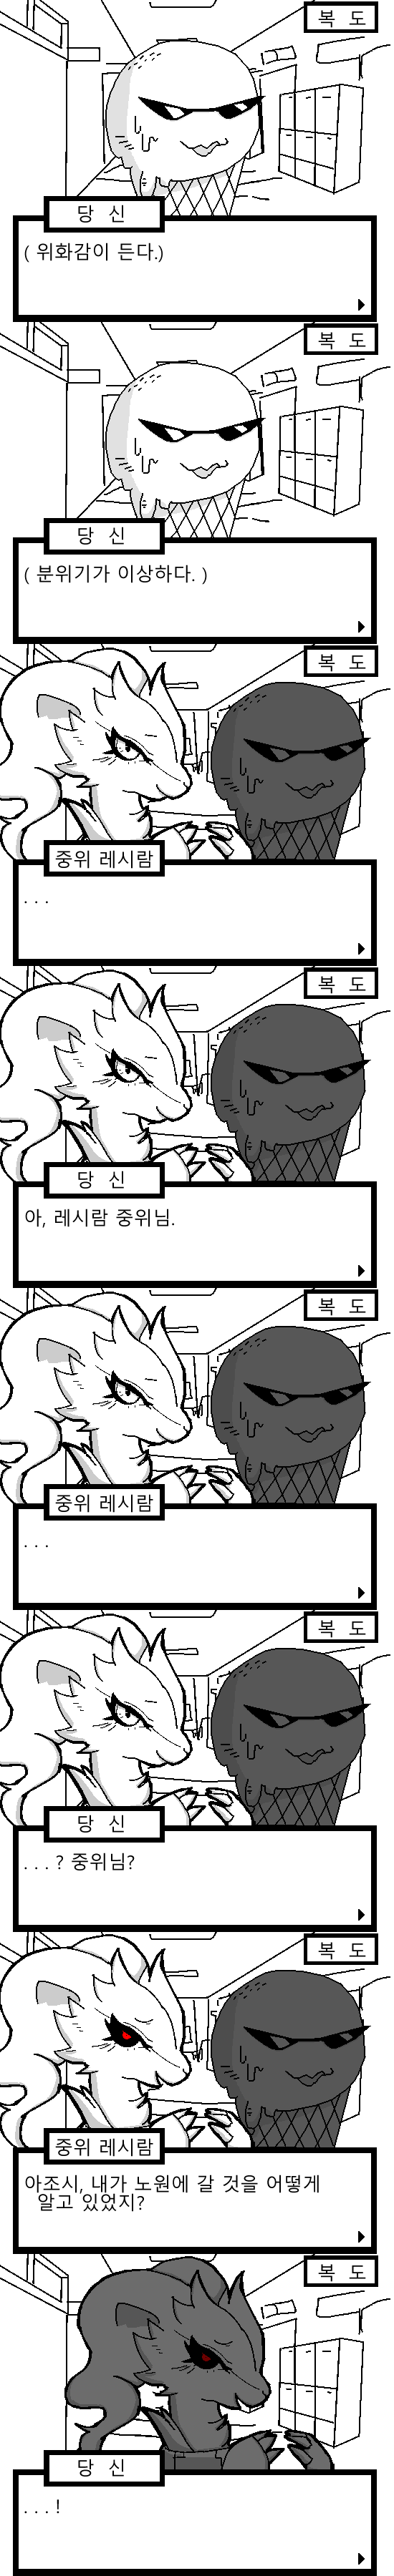 복 도
당 신
( 위화감이 든다.)
복 도
당 신
( 분위기가 이상하다. )
복 도
중위 레시람
. . .
복 도
당 신
아, 레시람 중위님.
복 도
중위 레시람
. . .
복 도
당 신
. . . ? 중위님?
복 도
중위 레시람
아조시, 내가 노원에 갈 것을 어떻게
알고 있었지?
복 도
당 신
. . . !